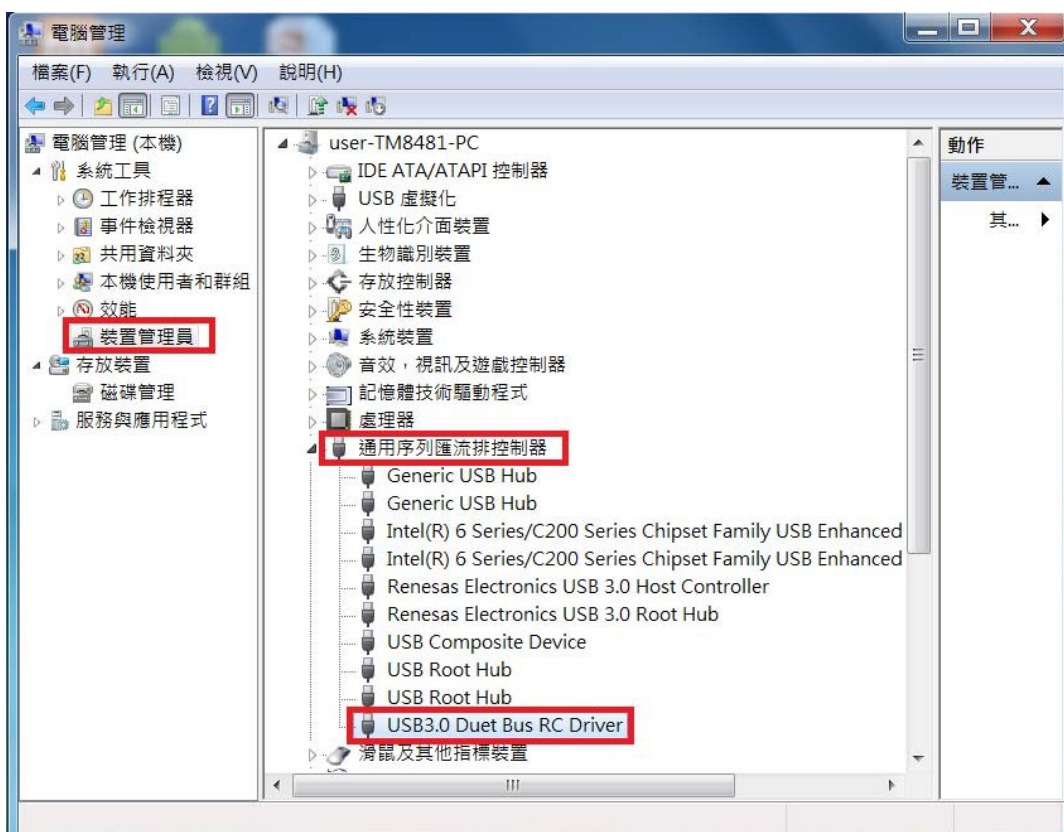 電腦管理
檔案(F) 執行(A) 檢視(V) 說明(H)
電腦管理 (本機)
系統工具
工作排程器
事件檢視器
共用資料夾
本機使用者和群組
效能
裝置管理員
存放裝置
磁碟管理
服務與應用程式
user-TM8481-PC
IDE ATA/ATAPI 控制器
USB 虛擬化
人性化介面裝置
生物識別裝置
存放控制器
安全性裝置
系統裝置
音效，視訊及遊戲控制器
記憶體技術驅動程式
處理器
通用序列匯流排控制器
Generic USB Hub
Generic USB Hub
Intel(R) 6 Series/C200 Series Chipset Family USB Enhanced
Intel(R) 6 Series/C200 Series Chipset Family USB Enhanced
Renesas Electronics USB 3.0 Host Controller
Renesas Electronics USB 3.0 Root Hub
USB Composite Device
USB Root Hub
USB Root Hub
USB3.0 Duet Bus RC Driver
滑鼠及其他指標裝置
動作
裝置管...
其...